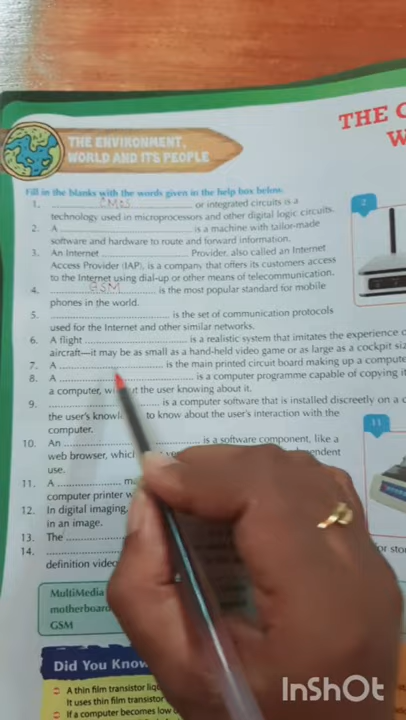 THE ENVIRONMENT,
WORLD AND ITS PEOPLE
THE
Fill in the blanks with the words given in the help box below.
1. CMOS or integrated circuits is a
technology used in microprocessors and other digital logic circuits.
2. A ............ is a machine with tailor-made
software and hardware to route and forward information.
3. An Internet ............ Provider, also called an Internet
Access Provider (IAP), is a company that offers its customers access
to the Internet using dial-up or other means of telecommunication.
4. GSM is the most popular standard for mobile
phones in the world.
5. ............ is the set of communication protocols
used for the Internet and other similar networks.
6. A flight ............ is a realistic system that imitates the experience
aircraft—it may be as small as a hand-held video game or as large as a cockpit
7. A ............ is the main printed circuit board making up a
8. A ............ is a computer programme capable of copying
a computer, the user knowing about it.
9. ............ is a computer software that is installed discreetly on a
the user's to know about the user's interaction with the
computer.
10. An ............ is a software component, like a
web browser,
use.
11. A ............
computer printer
12. In digital imaging,
in an image.
13. The ............
14. ............
definition
MultiMedia
motherboard
GSM
Did You
A thin film transistor
It uses thin film transistor
If a computer becomes low
2
11
InShOt